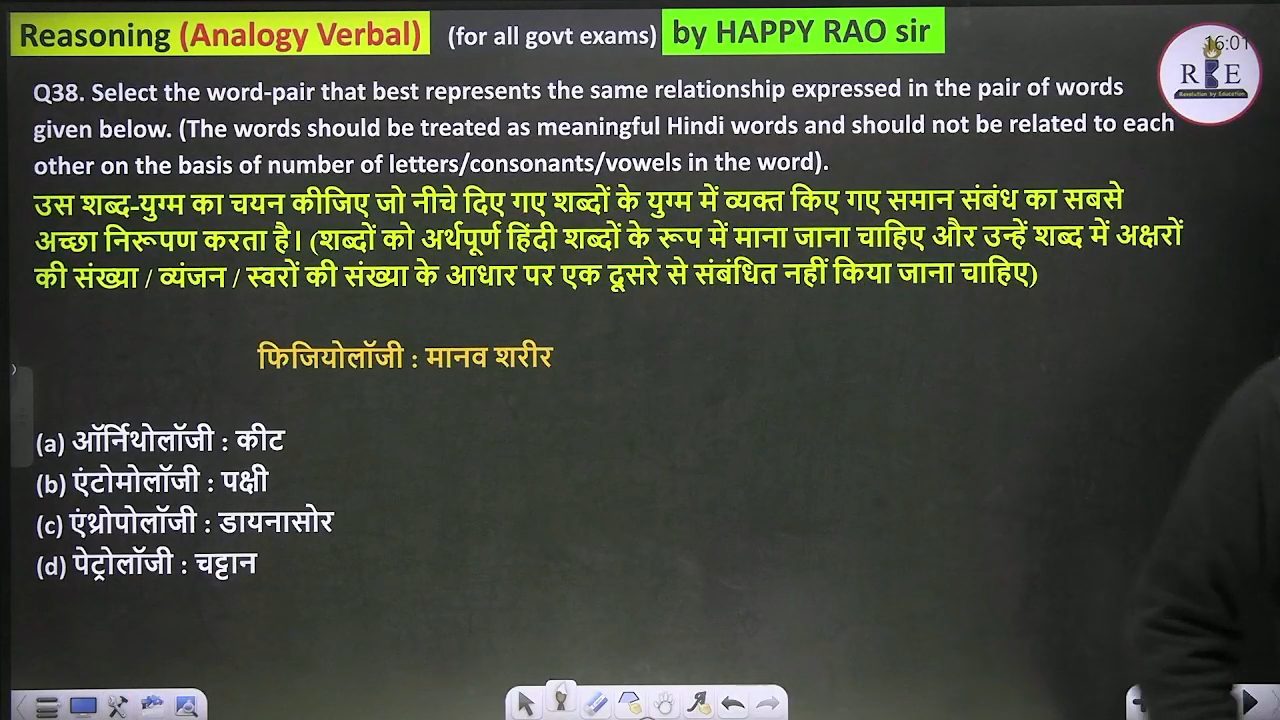 Reasoning (Analogy Verbal) (for all govt exams) by HAPPY RAO sir
16:01
R E
Revolution by Education
Q38. Select the word-pair that best represents the same relationship expressed in the pair of words
given below. (The words should be treated as meaningful Hindi words and should not be related to each
other on the basis of number of letters/consonants/vowels in the word).
उस शब्द-युग्म का चयन कीजिए जो नीचे दिए गए शब्दों के युग्म में व्यक्त किए गए समान संबंध का सबसे
अच्छा निरूपण करता है। (शब्दों को अर्थपूर्ण हिंदी शब्दों के रूप में माना जाना चाहिए और उन्हें शब्द में अक्षरों
की संख्या / व्यंजन / स्वरों की संख्या के आधार पर एक दूसरे से संबंधित नहीं किया जाना चाहिए)
फिजियोलॉजी : मानव शरीर
(a) ऑर्निथोलॉजी : कीट
(b) एंटोमोलॉजी : पक्षी
(c) एंथ्रोपोलॉजी : डायनासोर
(d) पेट्रोलॉजी : चट्टान